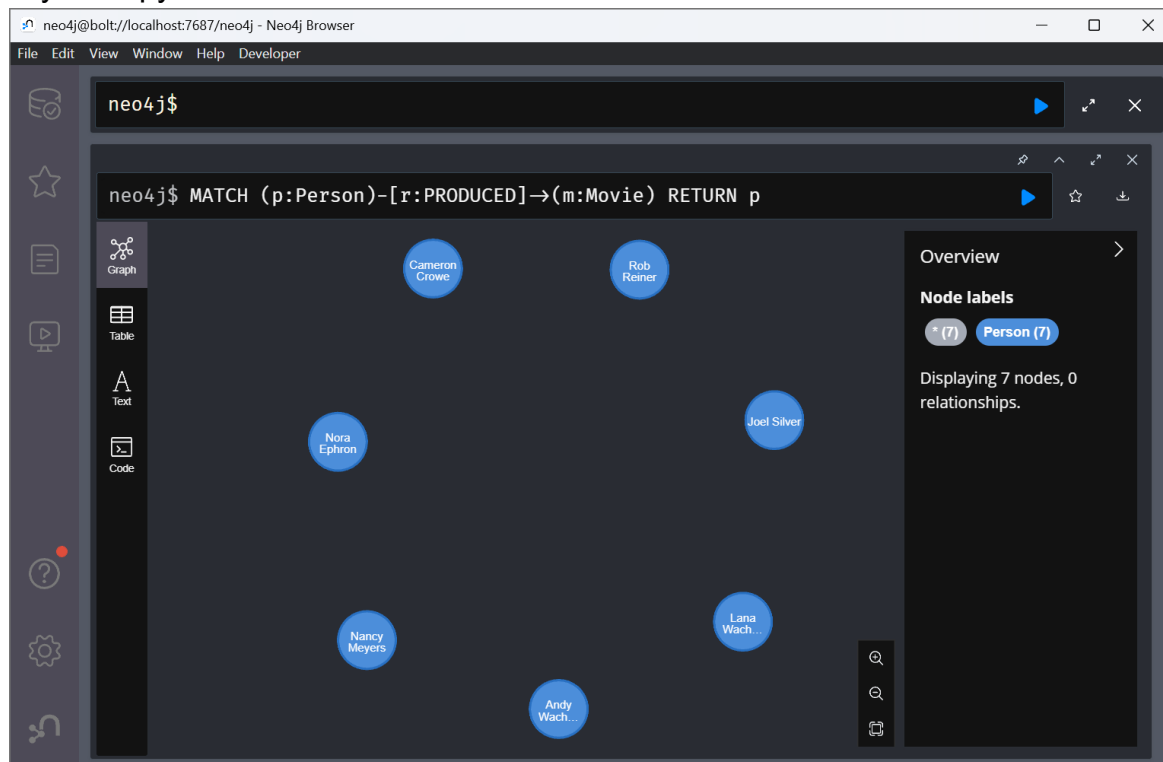 neo4j@bolt://localhost:7687/neo4j - Neo4j Browser
File Edit View Window Help Developer
neo4j$
neo4j$ MATCH (p:Person)-[r:PRODUCED]→(m:Movie) RETURN p
Graph
Table
Text
Code
Cameron
Crowe
Rob
Reiner
Joel Silver
Nora
Ephron
Lana
Wach...
Nancy
Meyers
Andy
Wach...
Overview
Node labels
* (7) Person (7)
Displaying 7 nodes, 0
relationships.